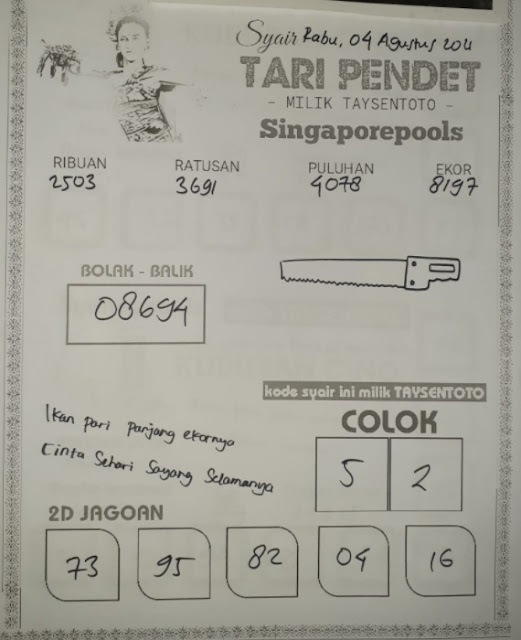 Syair Rabu, 04 Agustus 2021
TARI PENDET
- MILIK TAYSENTOTO -
Singaporepools
RIBUAN RATUSAN PULUHAN EKOR
2503 3691 4078 8197
BOLAK - BALIK
08694
kode syair ini milik TAYSENTOTO
Ikan pari panjang ekornya
Cinta Sehari Sayang Selamanya
COLOK
5 2
2D JAGOAN
73 95 82 04 16